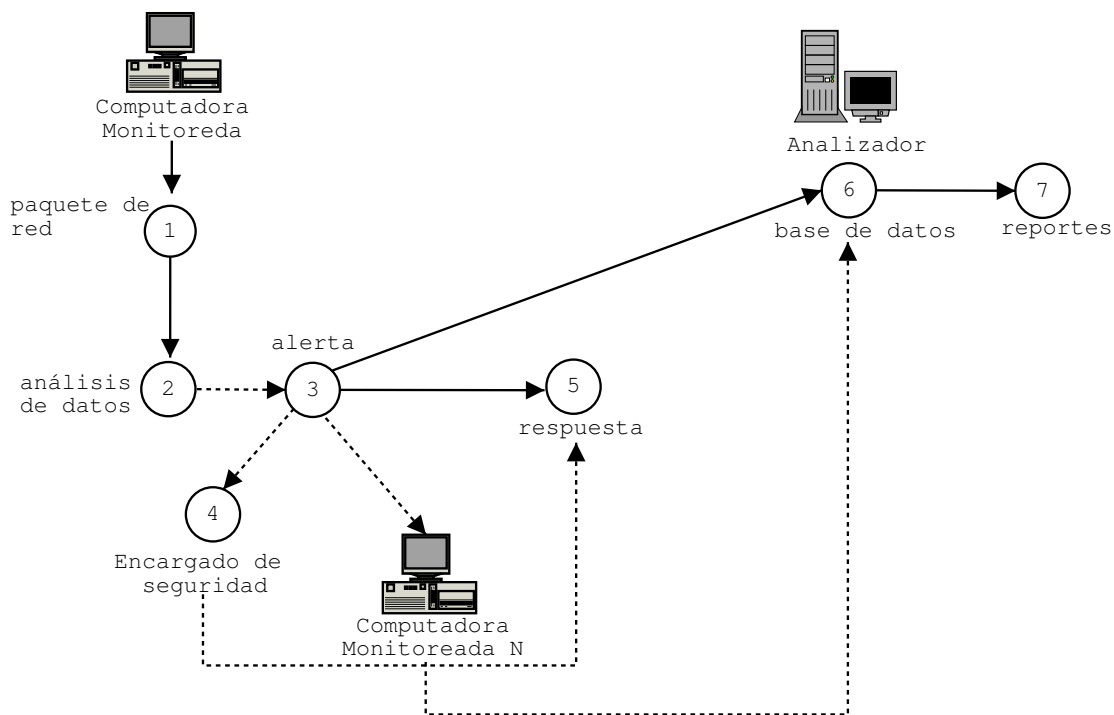 Computadora
Monitoreda
Analizador
paquete de
red
1
6
7
base de datos
reportes
alerta
análisis
de datos
2
3
5
respuesta
4
Encargado de
seguridad
Computadora
Monitoreada N